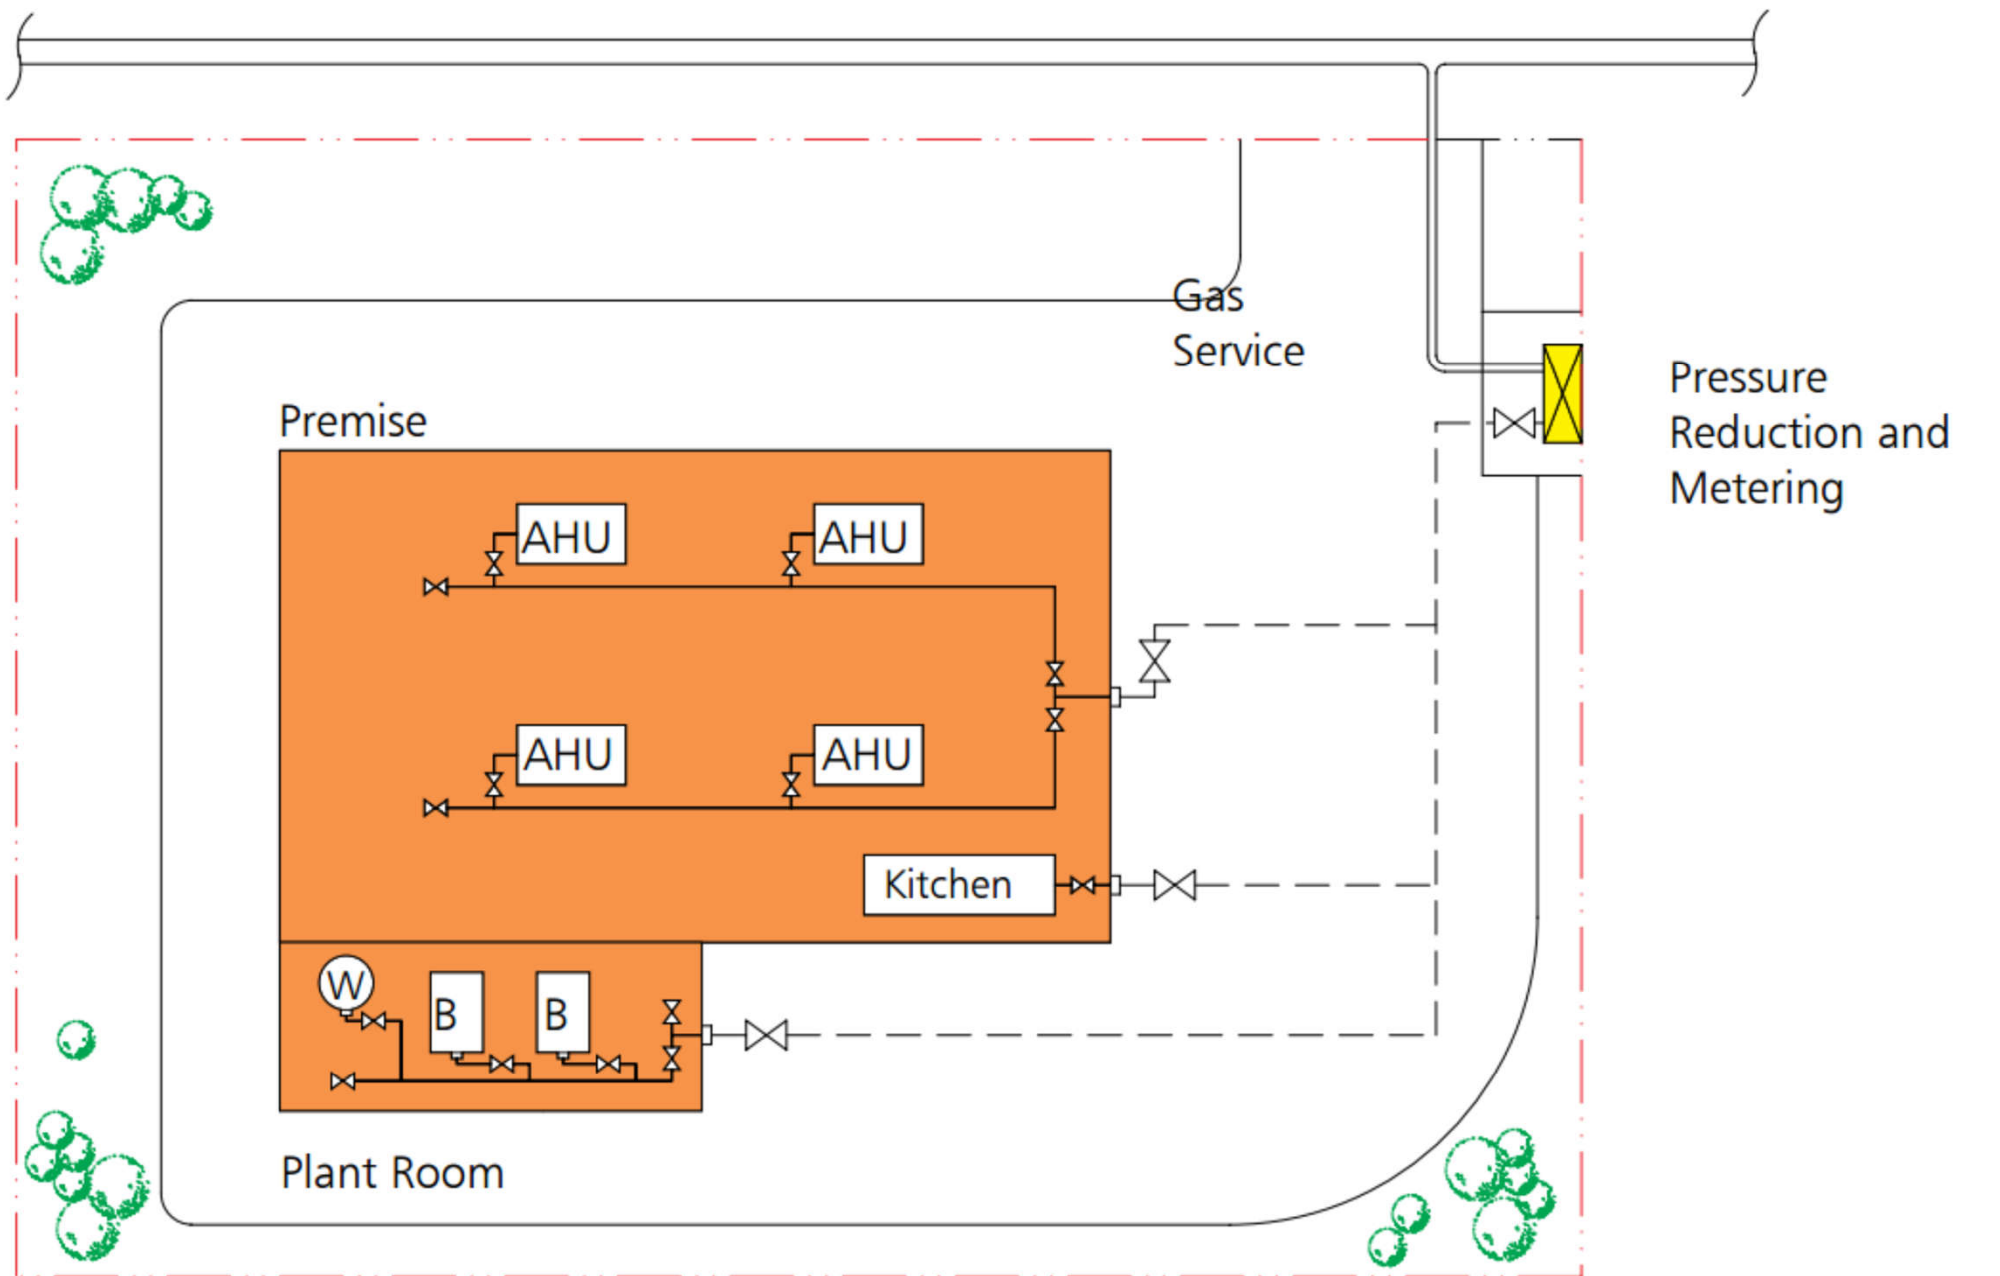 Gas
Service
Pressure
Reduction and
Metering
Premise
AHU
AHU
AHU
AHU
Kitchen
W
B
B
Plant Room